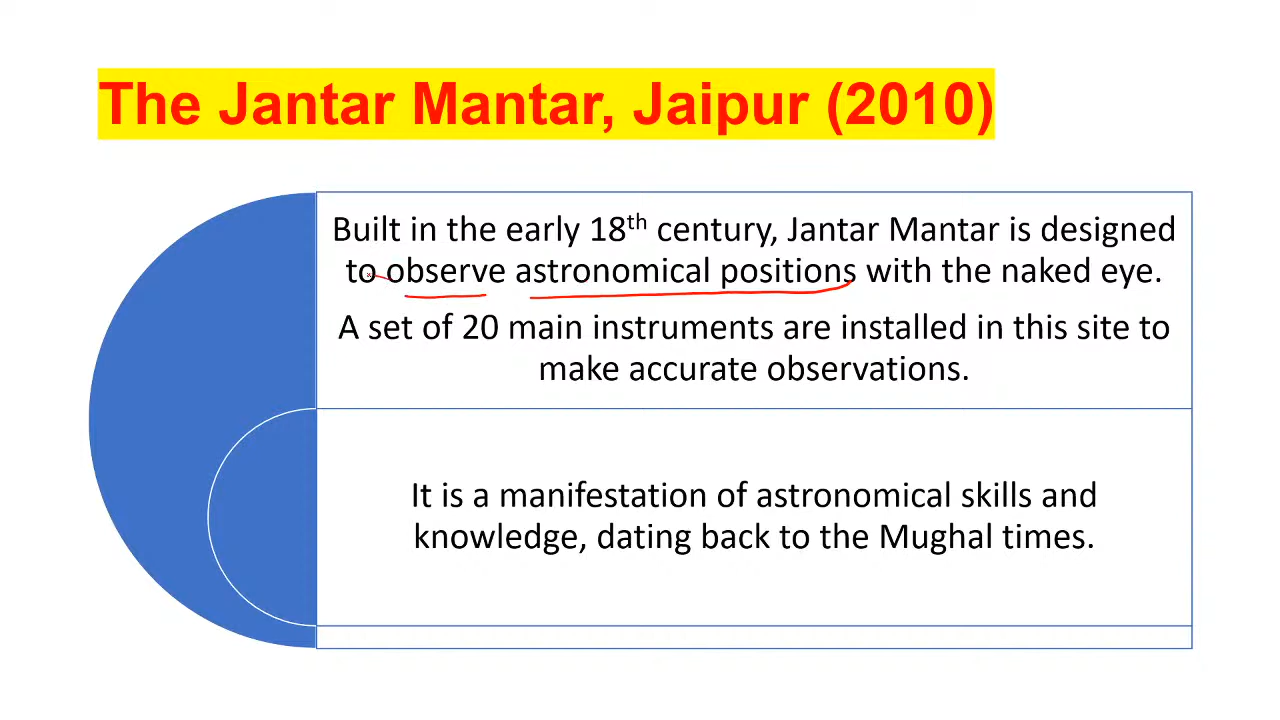 The Jantar Mantar, Jaipur (2010)
Built in the early 18th century, Jantar Mantar is designed
to observe astronomical positions with the naked eye.
A set of 20 main instruments are installed in this site to
make accurate observations.
It is a manifestation of astronomical skills and
knowledge, dating back to the Mughal times.